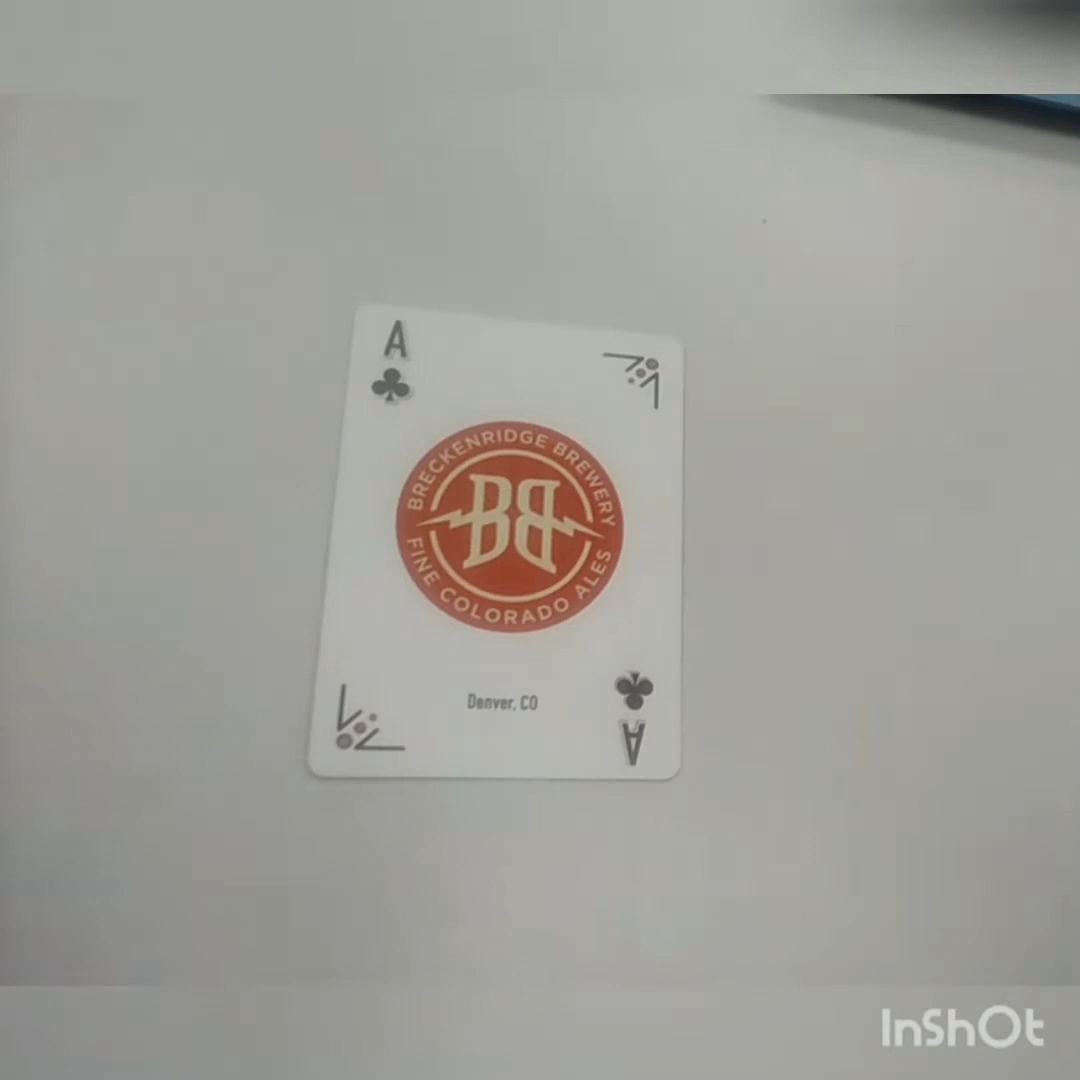 A
BRECKENRIDGE BREWERY
BB
FINE COLORADO ALES
Denver, CO
A
InShOt